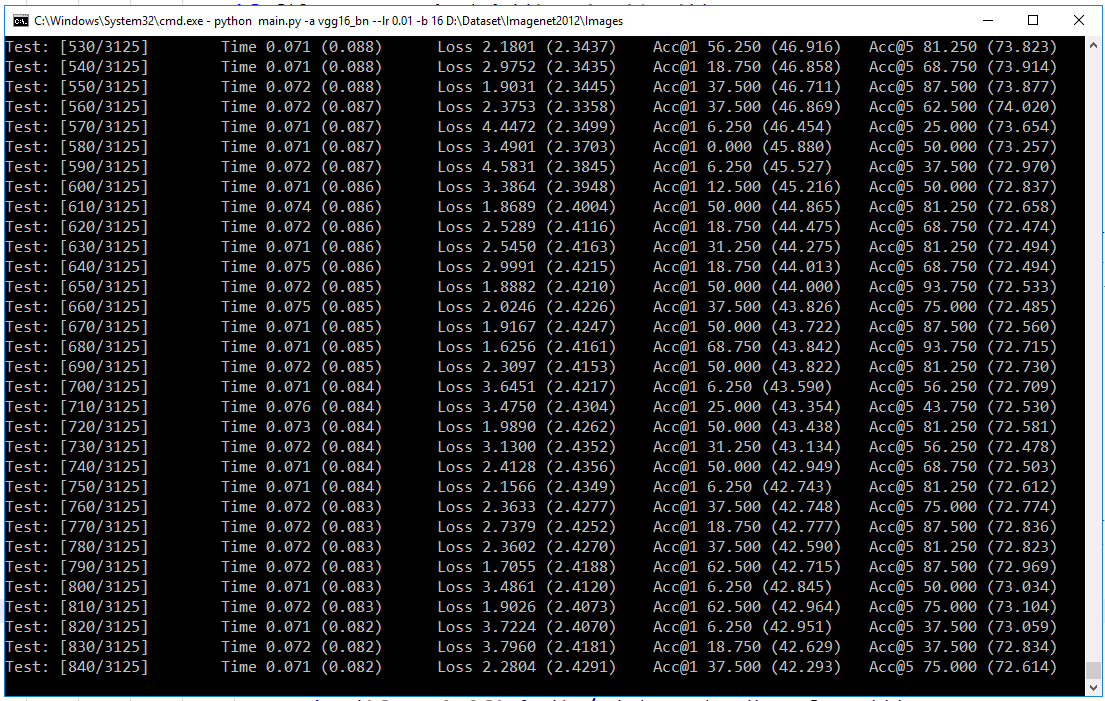 C:\Windows\System32\cmd.exe - python main.py -a vgg16_bn --lr 0.01 -b 16 D:\Dataset\Imagenet2012\Images
Test: [530/3125] Time 0.071 (0.088) Loss 2.1801 (2.3437) Acc@1 56.250 (46.916) Acc@5 81.250 (73.823)
Test: [540/3125] Time 0.071 (0.088) Loss 2.9752 (2.3435) Acc@1 18.750 (46.858) Acc@5 68.750 (73.914)
Test: [550/3125] Time 0.072 (0.088) Loss 1.9031 (2.3445) Acc@1 37.500 (46.711) Acc@5 87.500 (73.877)
Test: [560/3125] Time 0.072 (0.087) Loss 2.3753 (2.3358) Acc@1 37.500 (46.869) Acc@5 62.500 (74.020)
Test: [570/3125] Time 0.071 (0.087) Loss 4.4472 (2.3499) Acc@1 6.250 (46.454) Acc@5 25.000 (73.654)
Test: [580/3125] Time 0.071 (0.087) Loss 3.4901 (2.3703) Acc@1 0.000 (45.880) Acc@5 50.000 (73.257)
Test: [590/3125] Time 0.072 (0.087) Loss 4.5831 (2.3845) Acc@1 6.250 (45.527) Acc@5 37.500 (72.970)
Test: [600/3125] Time 0.071 (0.086) Loss 3.3864 (2.3948) Acc@1 12.500 (45.216) Acc@5 50.000 (72.837)
Test: [610/3125] Time 0.074 (0.086) Loss 1.8689 (2.4004) Acc@1 50.000 (44.865) Acc@5 81.250 (72.658)
Test: [620/3125] Time 0.072 (0.086) Loss 2.5289 (2.4116) Acc@1 18.750 (44.475) Acc@5 68.750 (72.474)
Test: [630/3125] Time 0.071 (0.086) Loss 2.5450 (2.4163) Acc@1 31.250 (44.275) Acc@5 81.250 (72.494)
Test: [640/3125] Time 0.075 (0.086) Loss 2.9991 (2.4215) Acc@1 18.750 (44.013) Acc@5 68.750 (72.494)
Test: [650/3125] Time 0.072 (0.085) Loss 1.8882 (2.4210) Acc@1 50.000 (44.000) Acc@5 93.750 (72.533)
Test: [660/3125] Time 0.075 (0.085) Loss 2.0246 (2.4226) Acc@1 37.500 (43.826) Acc@5 75.000 (72.485)
Test: [670/3125] Time 0.071 (0.085) Loss 1.9167 (2.4247) Acc@1 50.000 (43.722) Acc@5 87.500 (72.560)
Test: [680/3125] Time 0.071 (0.085) Loss 1.6256 (2.4161) Acc@1 68.750 (43.842) Acc@5 93.750 (72.715)
Test: [690/3125] Time 0.072 (0.085) Loss 2.3097 (2.4153) Acc@1 50.000 (43.822) Acc@5 81.250 (72.730)
Test: [700/3125] Time 0.071 (0.084) Loss 3.6451 (2.4217) Acc@1 6.250 (43.590) Acc@5 56.250 (72.709)
Test: [710/3125] Time 0.076 (0.084) Loss 3.4750 (2.4304) Acc@1 25.000 (43.354) Acc@5 43.750 (72.530)
Test: [720/3125] Time 0.073 (0.084) Loss 1.9890 (2.4262) Acc@1 50.000 (43.438) Acc@5 81.250 (72.581)
Test: [730/3125] Time 0.072 (0.084) Loss 3.1300 (2.4352) Acc@1 31.250 (43.134) Acc@5 56.250 (72.478)
Test: [740/3125] Time 0.071 (0.084) Loss 2.4128 (2.4356) Acc@1 50.000 (42.949) Acc@5 68.750 (72.503)
Test: [750/3125] Time 0.071 (0.084) Loss 2.1566 (2.4349) Acc@1 6.250 (42.743) Acc@5 81.250 (72.612)
Test: [760/3125] Time 0.072 (0.083) Loss 2.3633 (2.4277) Acc@1 37.500 (42.748) Acc@5 75.000 (72.774)
Test: [770/3125] Time 0.072 (0.083) Loss 2.7379 (2.4252) Acc@1 18.750 (42.777) Acc@5 87.500 (72.836)
Test: [780/3125] Time 0.072 (0.083) Loss 2.3602 (2.4270) Acc@1 37.500 (42.590) Acc@5 81.250 (72.823)
Test: [790/3125] Time 0.072 (0.083) Loss 1.7055 (2.4188) Acc@1 62.500 (42.715) Acc@5 87.500 (72.969)
Test: [800/3125] Time 0.071 (0.083) Loss 3.4861 (2.4120) Acc@1 6.250 (42.845) Acc@5 50.000 (73.034)
Test: [810/3125] Time 0.072 (0.083) Loss 1.9026 (2.4073) Acc@1 62.500 (42.964) Acc@5 75.000 (73.104)
Test: [820/3125] Time 0.071 (0.082) Loss 3.7224 (2.4070) Acc@1 6.250 (42.951) Acc@5 37.500 (73.059)
Test: [830/3125] Time 0.072 (0.082) Loss 3.7960 (2.4181) Acc@1 18.750 (42.629) Acc@5 37.500 (72.834)
Test: [840/3125] Time 0.071 (0.082) Loss 2.2804 (2.4291) Acc@1 37.500 (42.293) Acc@5 75.000 (72.614)